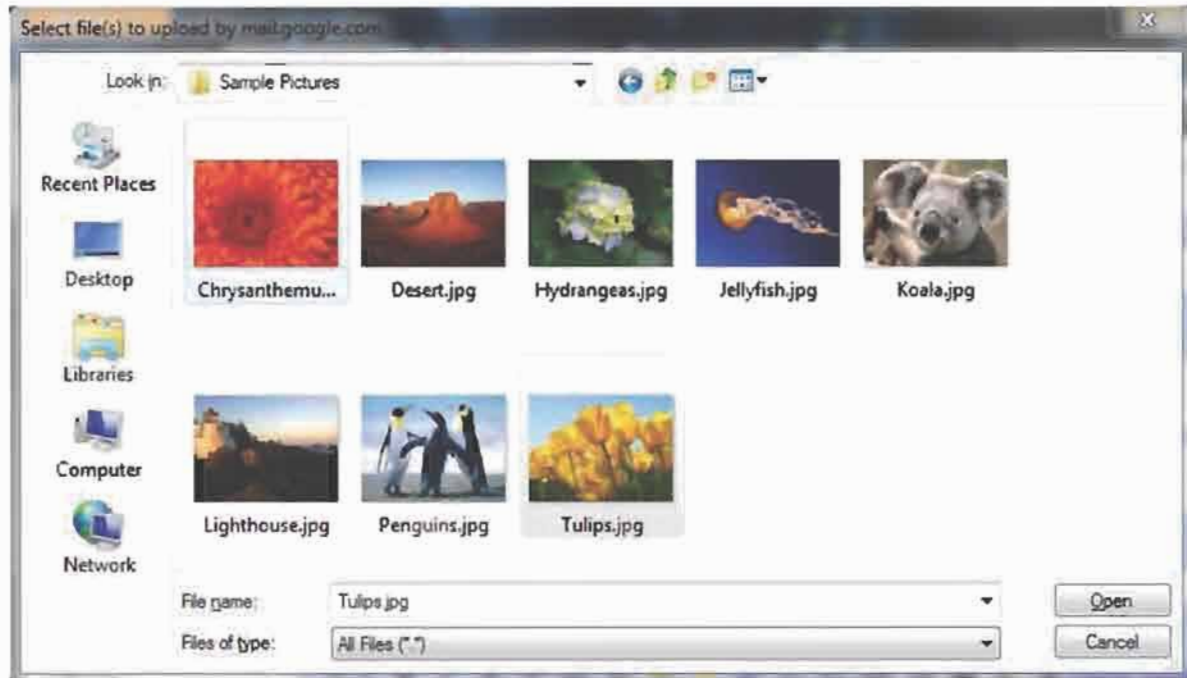 Select file(s) to upload by mail.google.com
Look in: Sample Pictures
Recent Places
Desktop
Libraries
Computer
Network
Chrysanthemu... Desert.jpg Hydrangeas.jpg Jellyfish.jpg Koala.jpg
Lighthouse.jpg Penguins.jpg Tulips.jpg
File name: Tulips.jpg Open
Files of type: All Files (*.*) Cancel